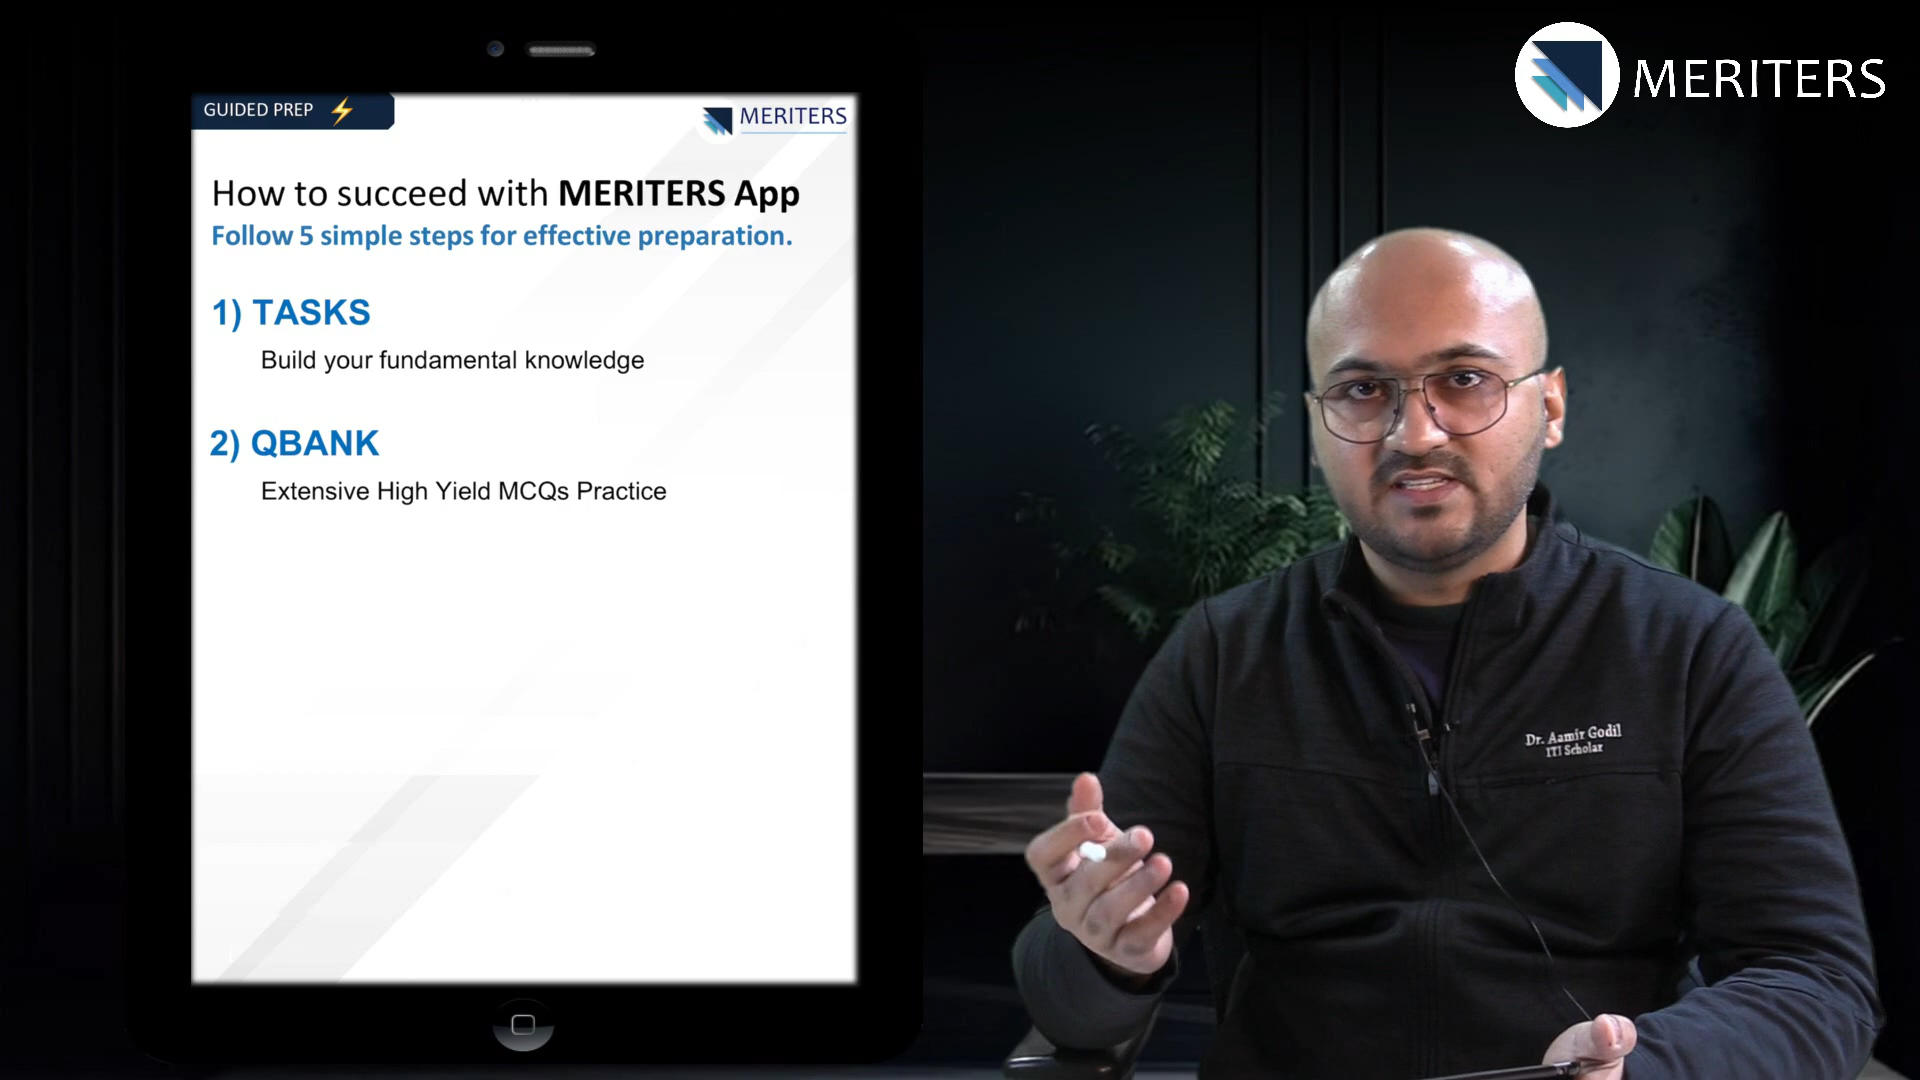 GUIDED PREP
MERITERS
How to succeed with MERITERS App
Follow 5 simple steps for effective preparation.
1) TASKS
Build your fundamental knowledge
2) QBANK
Extensive High Yield MCQs Practice
MERITERS
Dr. Aamir Godil
ITI Scholar